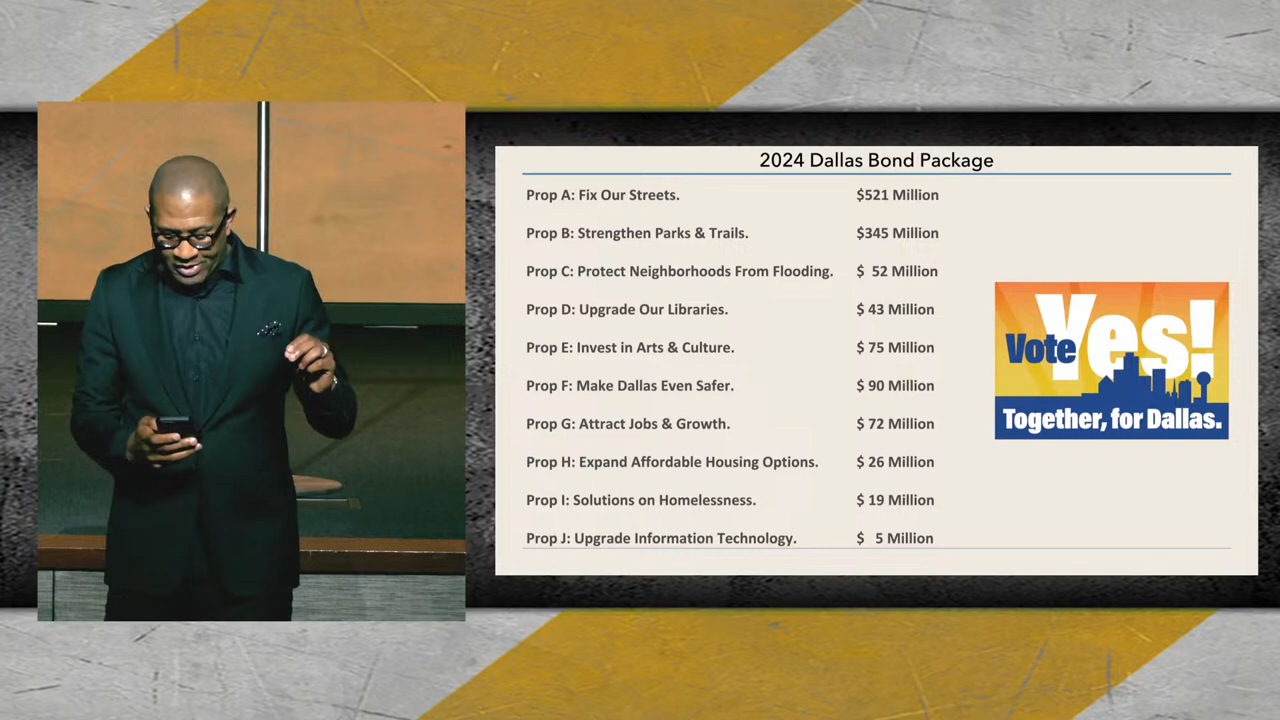 2024 Dallas Bond Package
Prop A: Fix Our Streets. $521 Million
Prop B: Strengthen Parks & Trails. $345 Million
Prop C: Protect Neighborhoods From Flooding. $ 52 Million
Prop D: Upgrade Our Libraries. $ 43 Million
Prop E: Invest in Arts & Culture. $ 75 Million
Prop F: Make Dallas Even Safer. $ 90 Million
Prop G: Attract Jobs & Growth. $ 72 Million
Prop H: Expand Affordable Housing Options. $ 26 Million
Prop I: Solutions on Homelessness. $ 19 Million
Prop J: Upgrade Information Technology. $ 5 Million
Vote Yes!
Together, for Dallas.